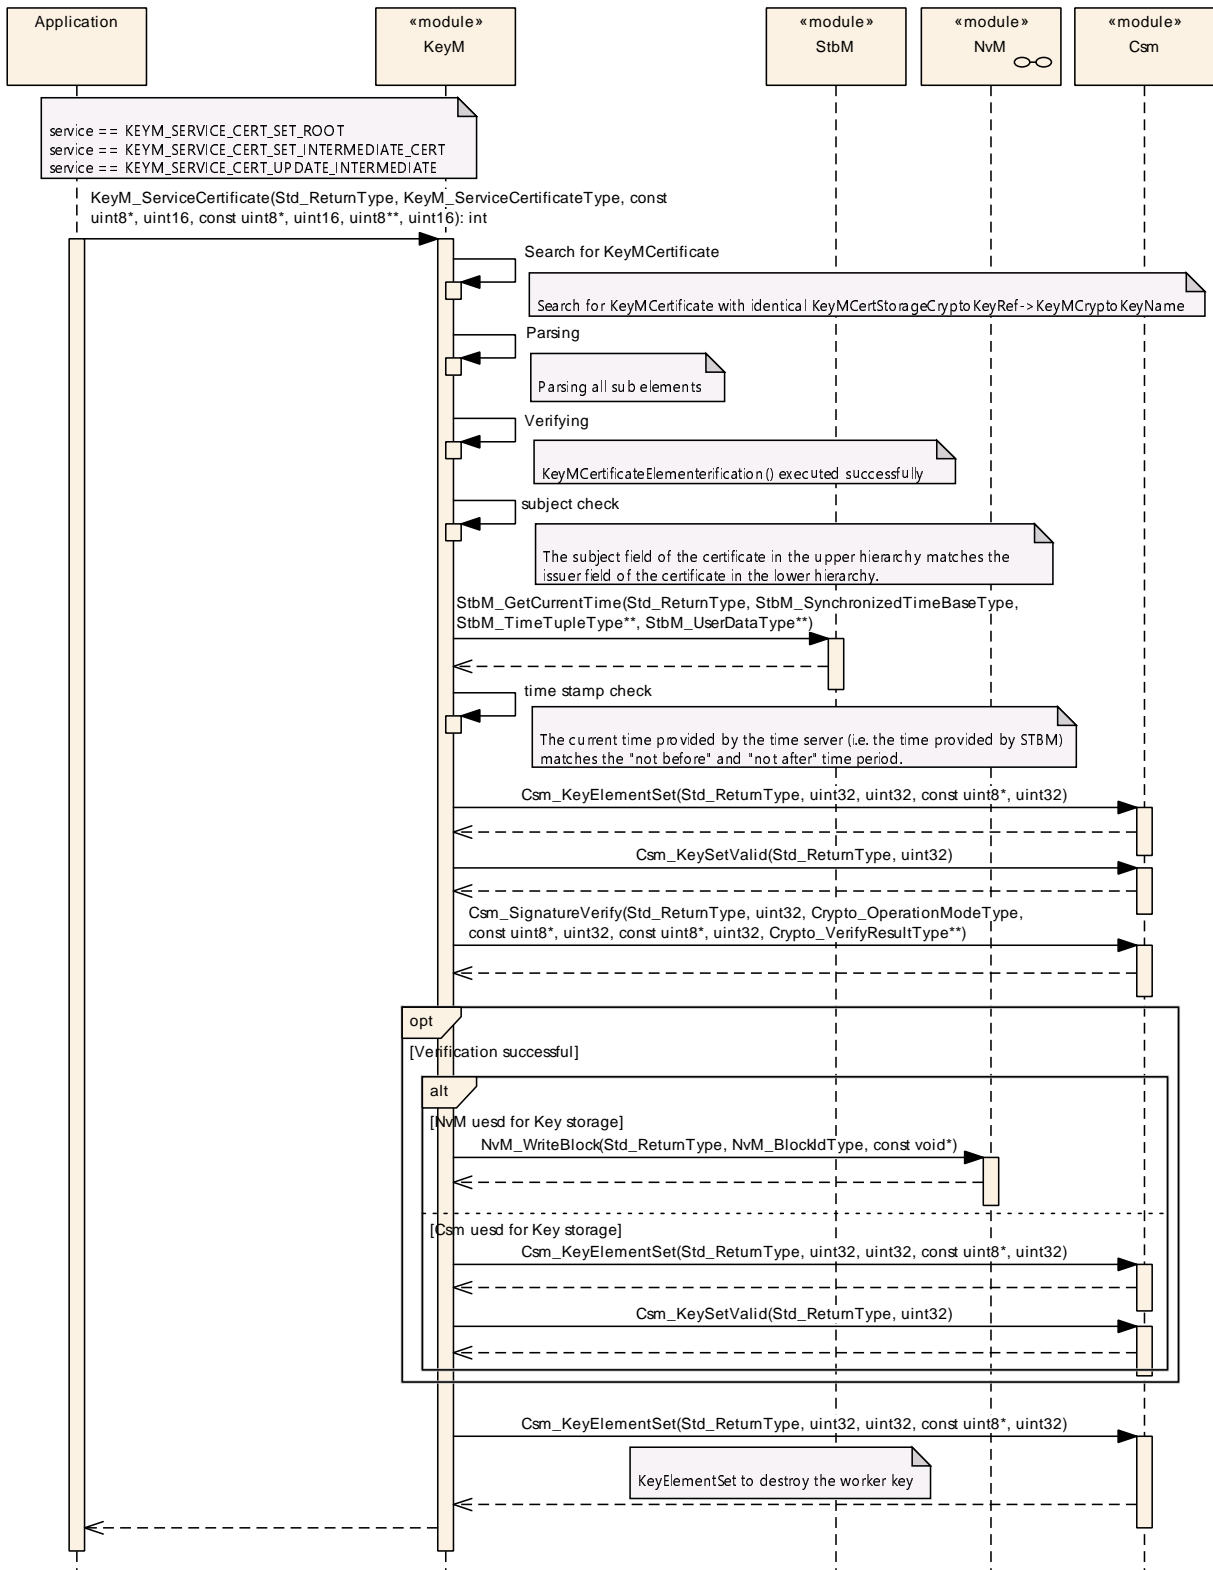 Application
«module»
KeyM
«module»
StbM
«module»
NvM
«module»
Csm
service == KEYM_SERVICE_CERT_SET_ROOT
service == KEYM_SERVICE_CERT_SET_INTERMEDIATE_CERT
service == KEYM_SERVICE_CERT_UPDATE_INTERMEDIATE
KeyM_ServiceCertificate(Std_ReturnType, KeyM_ServiceCertificateType, const
uint8*, uint16, const uint8*, uint16, uint8**, uint16): int
Search for KeyMCertificate
Search for KeyMCertificate with identical KeyMCertStorageCryptoKeyRef->KeyMCryptoKeyName
Parsing
Parsing all sub elements
Verifying
KeyMCertificateElementerification() executed successfully
subject check
The subject field of the certificate in the upper hierarchy matches the
issuer field of the certificate in the lower hierarchy.
StbM_GetCurrentTime(Std_ReturnType, StbM_SynchronizedTimeBaseType,
StbM_TimeTupleType**, StbM_UserDataType**)
time stamp check
The current time provided by the time server (i.e. the time provided by STBM)
matches the "not before" and "not after" time period.
Csm_KeyElementSet(Std_ReturnType, uint32, uint32, const uint8*, uint32)
Csm_KeySetValid(Std_ReturnType, uint32)
Csm_SignatureVerify(Std_ReturnType, uint32, Crypto_OperationModeType,
const uint8*, uint32, const uint8*, uint32, Crypto_VerifyResultType**)
opt
[Verification successful]
alt
[NvM uesd for Key storage]
NvM_WriteBlock(Std_ReturnType, NvM_BlockIdType, const void*)
[Csm uesd for Key storage]
Csm_KeyElementSet(Std_ReturnType, uint32, uint32, const uint8*, uint32)
Csm_KeySetValid(Std_ReturnType, uint32)
Csm_KeyElementSet(Std_ReturnType, uint32, uint32, const uint8*, uint32)
KeyElementSet to destroy the worker key